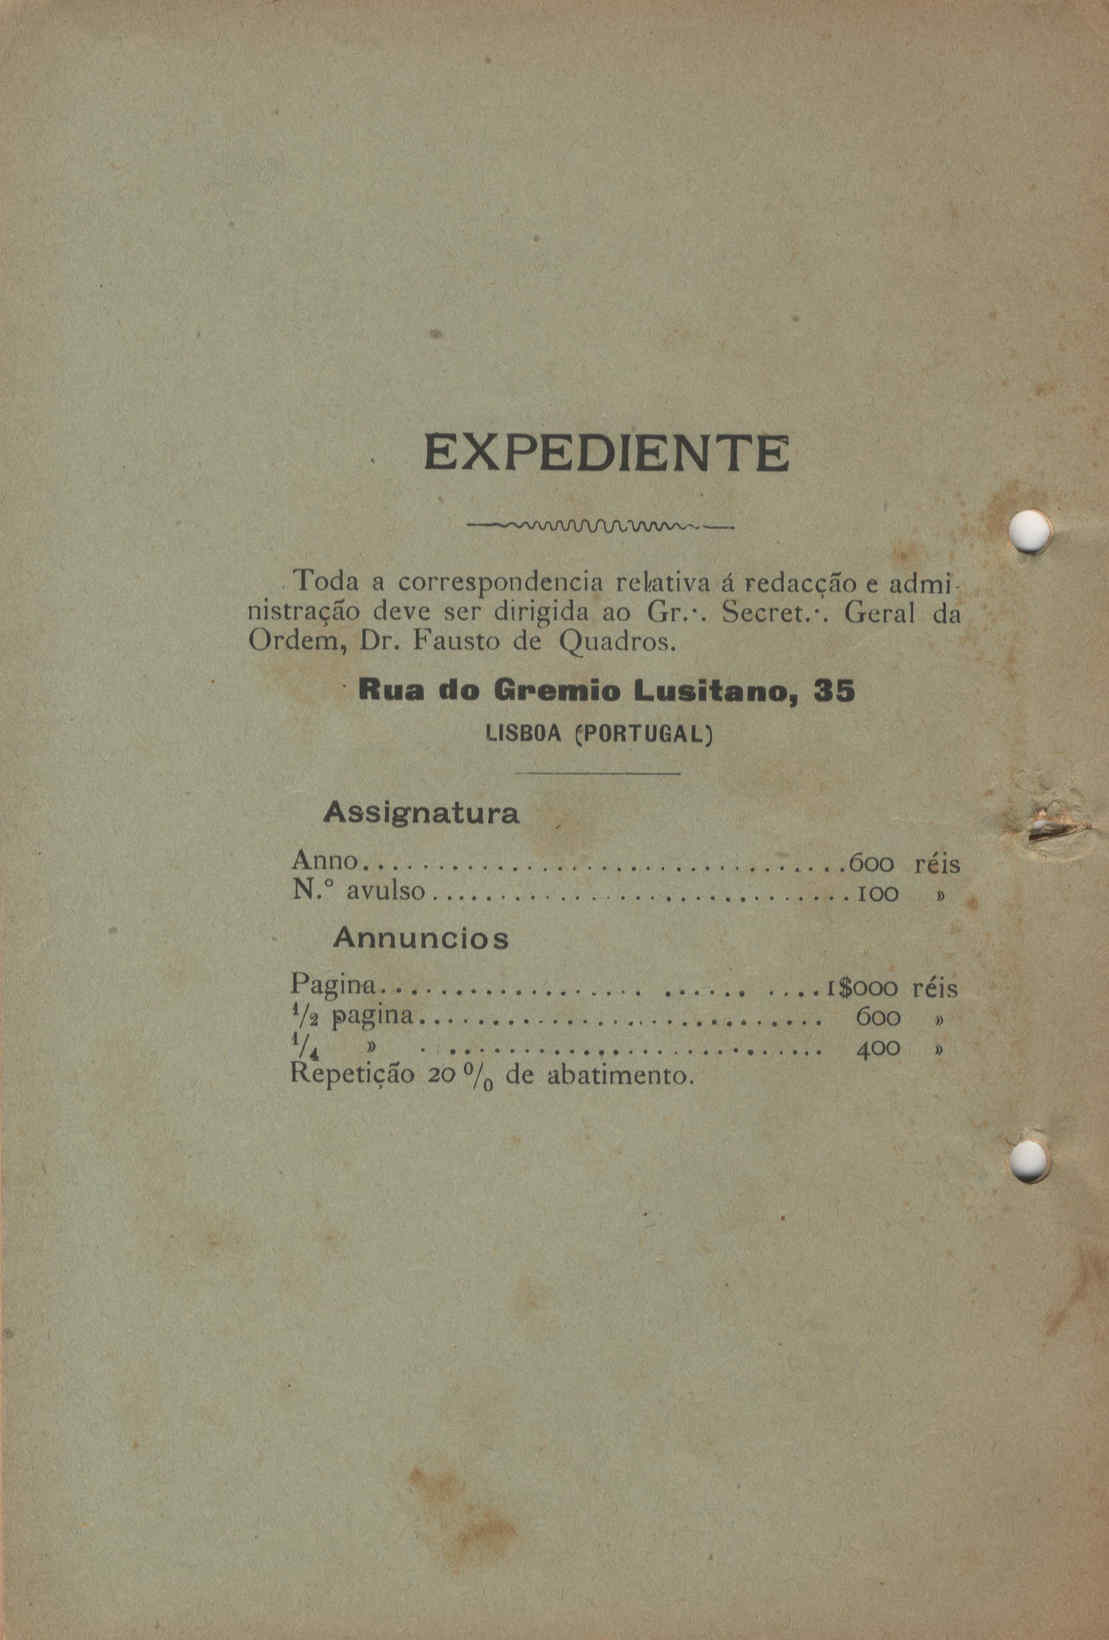 EXPEDIENTE
Toda a correspondencia relativa á redacção e admi-
nistração deve ser dirigida ao Gr.·. Secret.·. Geral da
Ordem, Dr. Fausto de Quadros.
Rua do Gremio Lusitano, 35
LISBOA (PORTUGAL)
Assignatura
Anno.................................600 réis
N.º avulso.............................100 »
Annuncios
Pagina.................. ...... ....1$000 réis
1/2 pagina............................ 600 »
1/4 » ............................ 400 »
Repetição 20 % de abatimento.